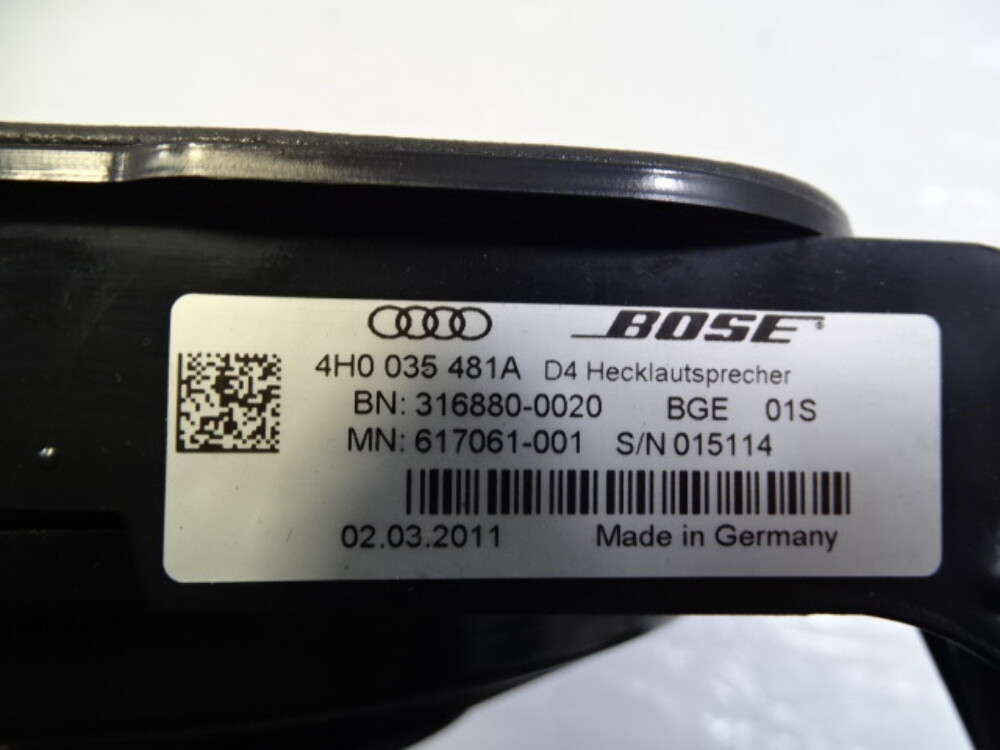 BOSE®
4H0 035 481A D4 Hecklautsprecher
BN: 316880-0020 BGE 01S
MN: 617061-001 S/N 015114
02.03.2011 Made in Germany